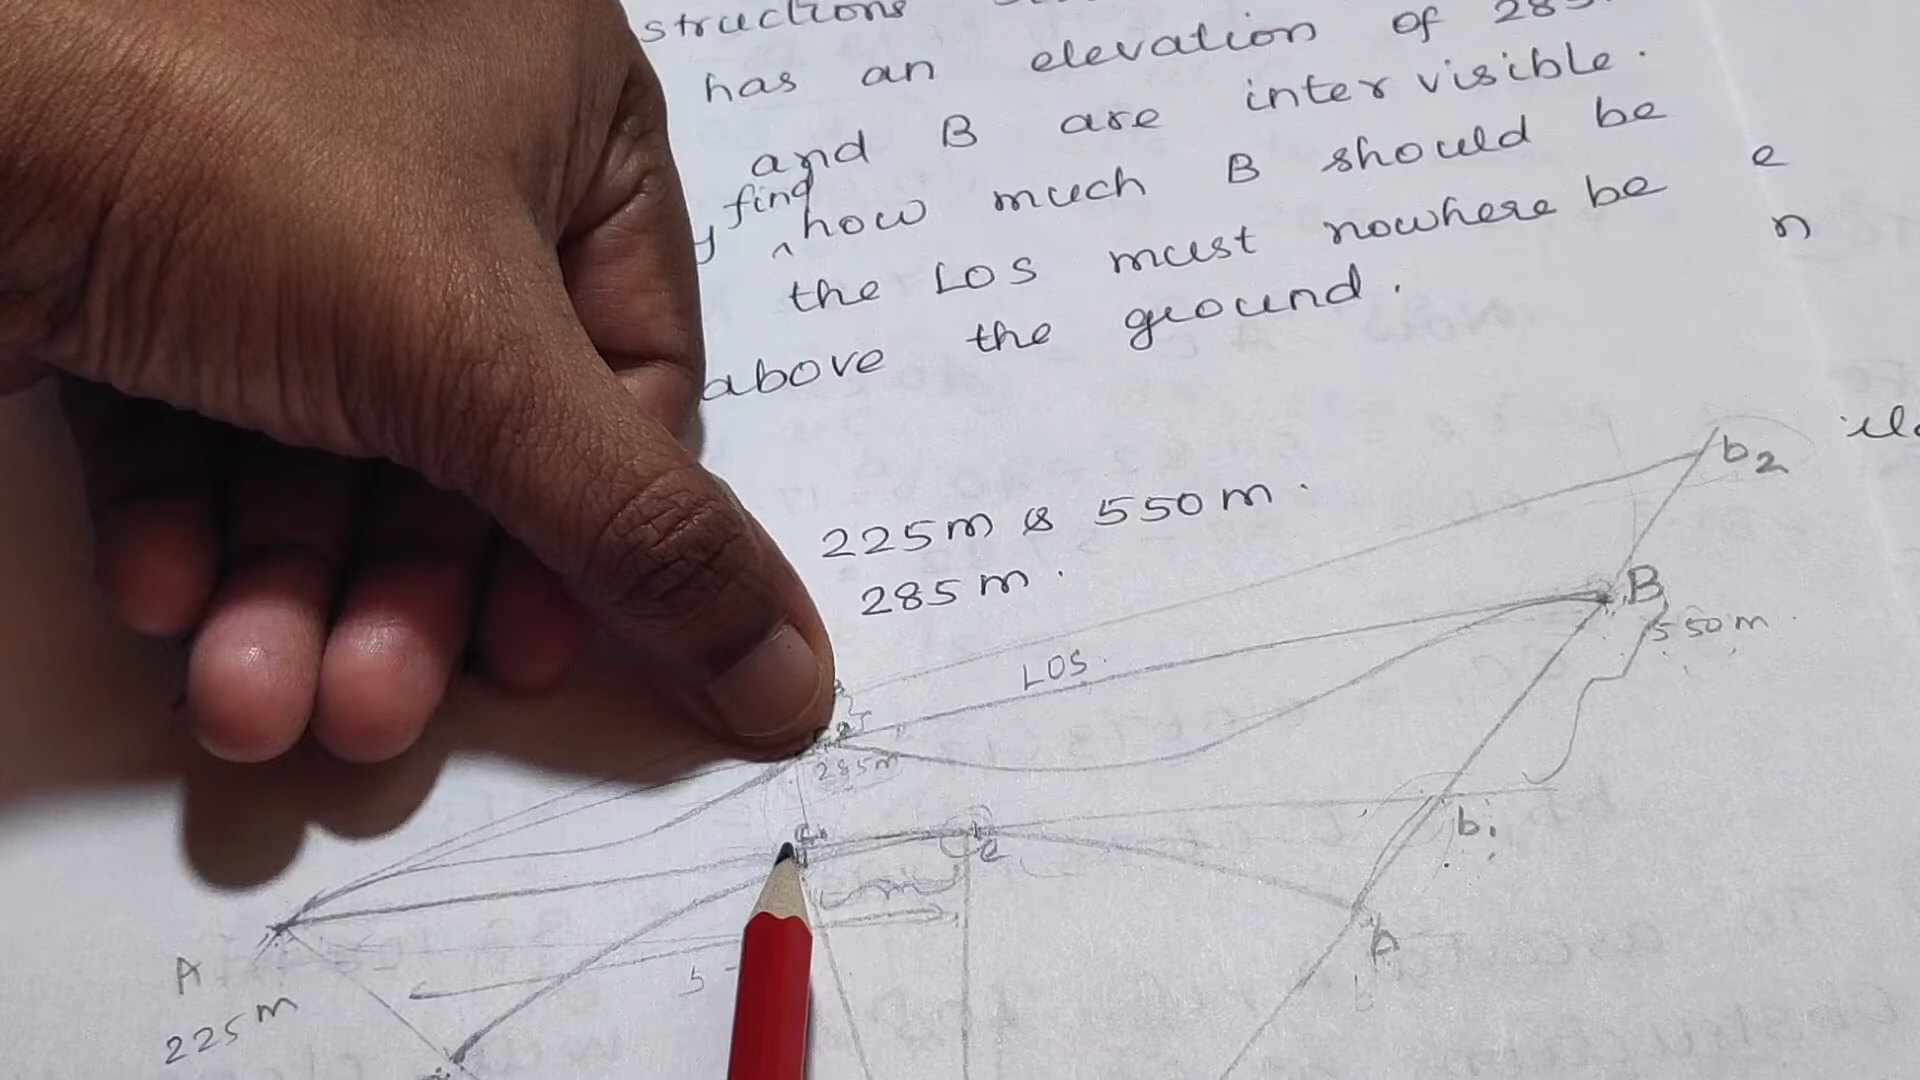 structions
has an elevation of 285
and B are inter visible.
find
how much B should be
the LOS must nowhere be
above the ground.
e
n
225m & 550m.
285m.
b2
B
550m.
LOS.
285m
b1
e
A
225m
A